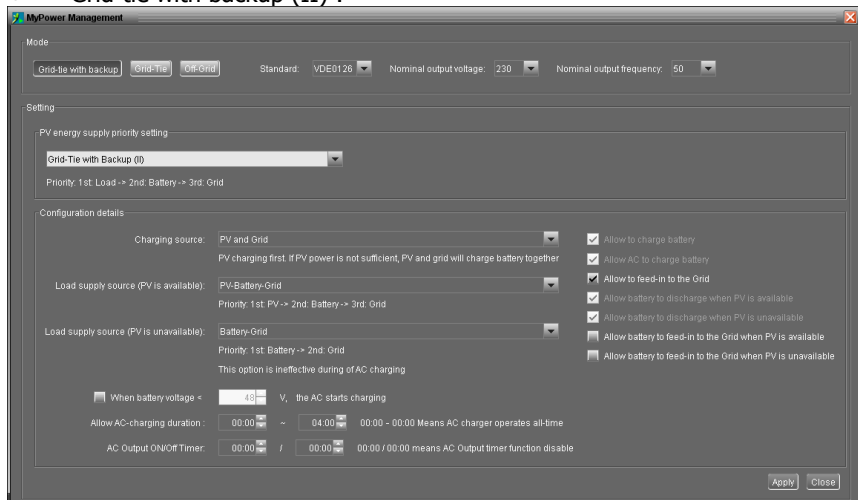 Grid-tie with backup (II) :
MyPower Management
Mode
Grid-tie with backup Grid-Tie Off-Grid Standard: VDE0126 Nominal output voltage: 230 Nominal output frequency: 50
Setting
PV energy supply priority setting
Grid-Tie with Backup (II)
Priority: 1st: Load -> 2nd: Battery -> 3rd: Grid
Configuration details
Charging source: PV and Grid
PV charging first. If PV power is not sufficient, PV and grid will charge battery together
Load supply source (PV is available): PV-Battery-Grid
Priority: 1st: PV -> 2nd: Battery -> 3rd: Grid
Load supply source (PV is unavailable): Battery-Grid
Priority: 1st: Battery -> 2nd: Grid
This option is ineffective during of AC charging
Allow to charge battery
Allow AC to charge battery
Allow to feed-in to the Grid
Allow battery to discharge when PV is available
Allow battery to discharge when PV is unavailable
Allow battery to feed-in to the Grid when PV is available
Allow battery to feed-in to the Grid when PV is unavailable
When battery voltage < 48 V, the AC starts charging
Allow AC-charging duration : 00:00 ~ 04:00 00:00 - 00:00 Means AC charger operates all-time
AC Output ON/Off Timer: 00:00 / 00:00 00:00 / 00:00 means AC Output timer function disable
Apply Close